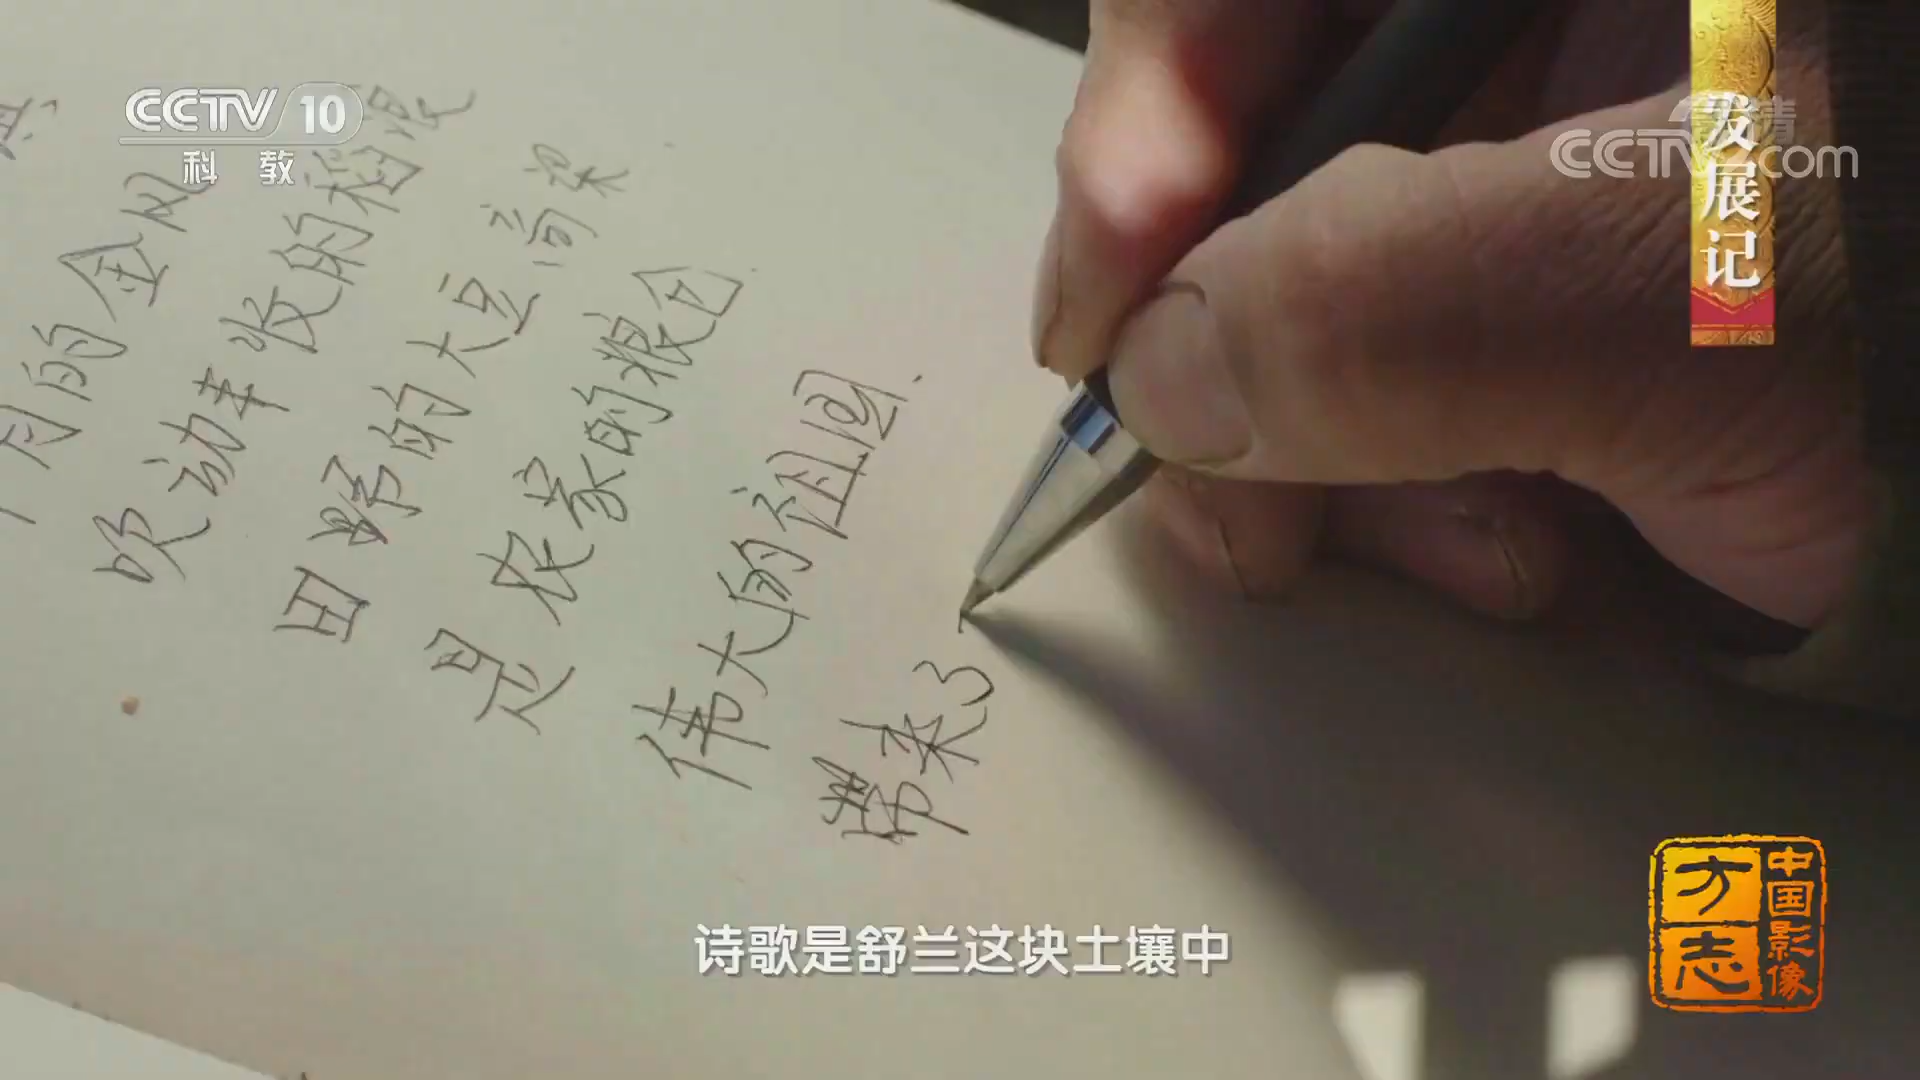 CCTV 10
科教
CCTV.com
发展记
月的金风
吹动丰收的稻浪
田野的大豆高粱
是农家的粮仓
伟大的祖国
带来了
中国影像
方志
诗歌是舒兰这块土壤中